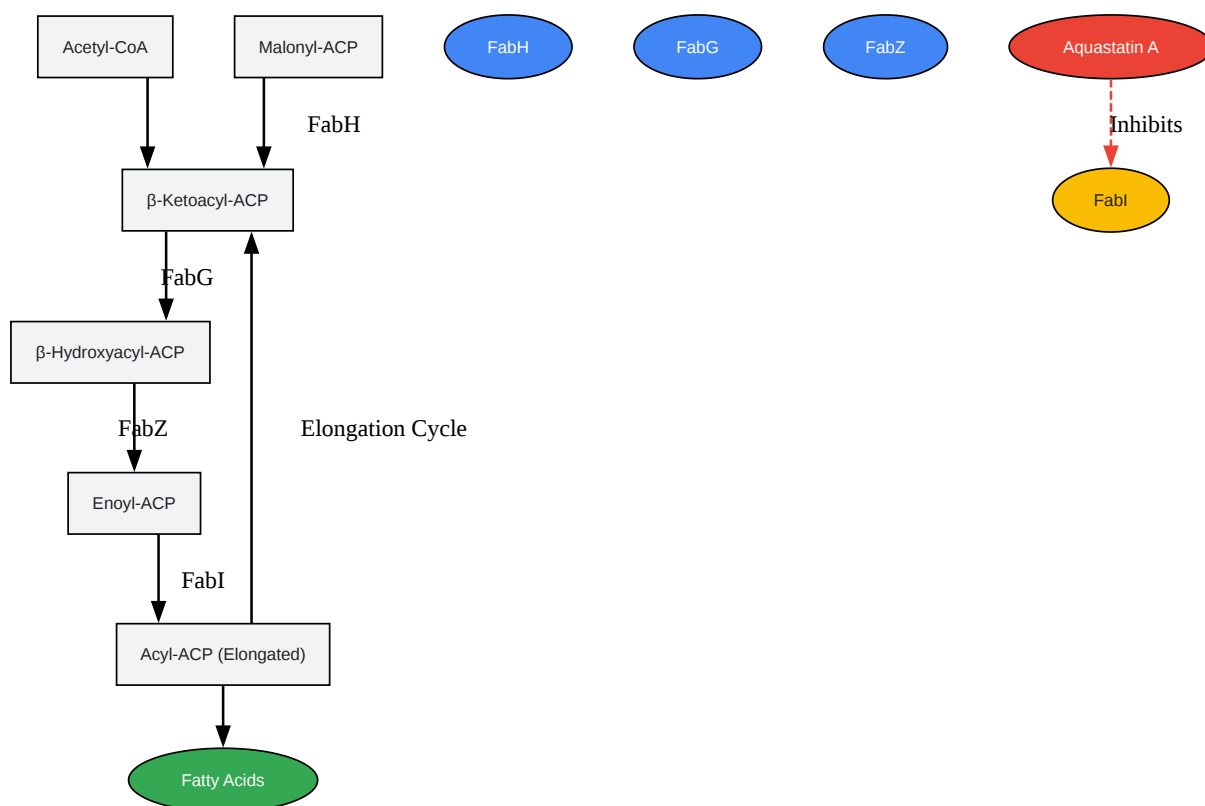 Acetyl-CoA
Malonyl-ACP
FabH
FabG
FabZ
Aquastatin A
FabH
Inhibits
β-Ketoacyl-ACP
FabI
FabG
β-Hydroxyacyl-ACP
FabZ
Elongation Cycle
Enoyl-ACP
FabI
Acyl-ACP (Elongated)
Fatty Acids